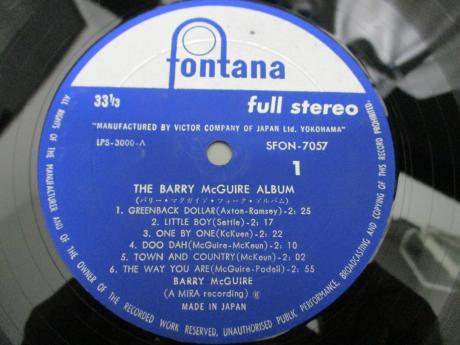 fontana
33 1/3
full stereo
"MANUFACTURED BY VICTOR COMPANY OF JAPAN Ltd. YOKOHAMA"
LPS-3000-A
SFON-7057
1
THE BARRY McGUIRE ALBUM
(バリー・マクガイア・フォーク・アルバム)
1. GREENBACK DOLLAR(Axton-Ramsey)-2: 25
2. LITTLE BOY(Settle)-2: 17
3. ONE BY ONE(KcKuen)-2: 22
4. DOO DAH(McGuire-McKeun)-2: 10
5. TOWN AND COUNTRY(McKeun)-2: 02
6. THE WAY YOU ARE(McGuire-Podell)-2: 55
BARRY McGUIRE
(A MIRA recording) Ⓡ
MADE IN JAPAN
ALL RIGHTS OF THE MANUFACTURER AND OF THE OWNER OF THE RECORDED WORK RESERVED, UNAUTHORISED PUBLIC PERFORMANCE, BROADCASTING AND COPYING OF THIS RECORD PROHIBITED.